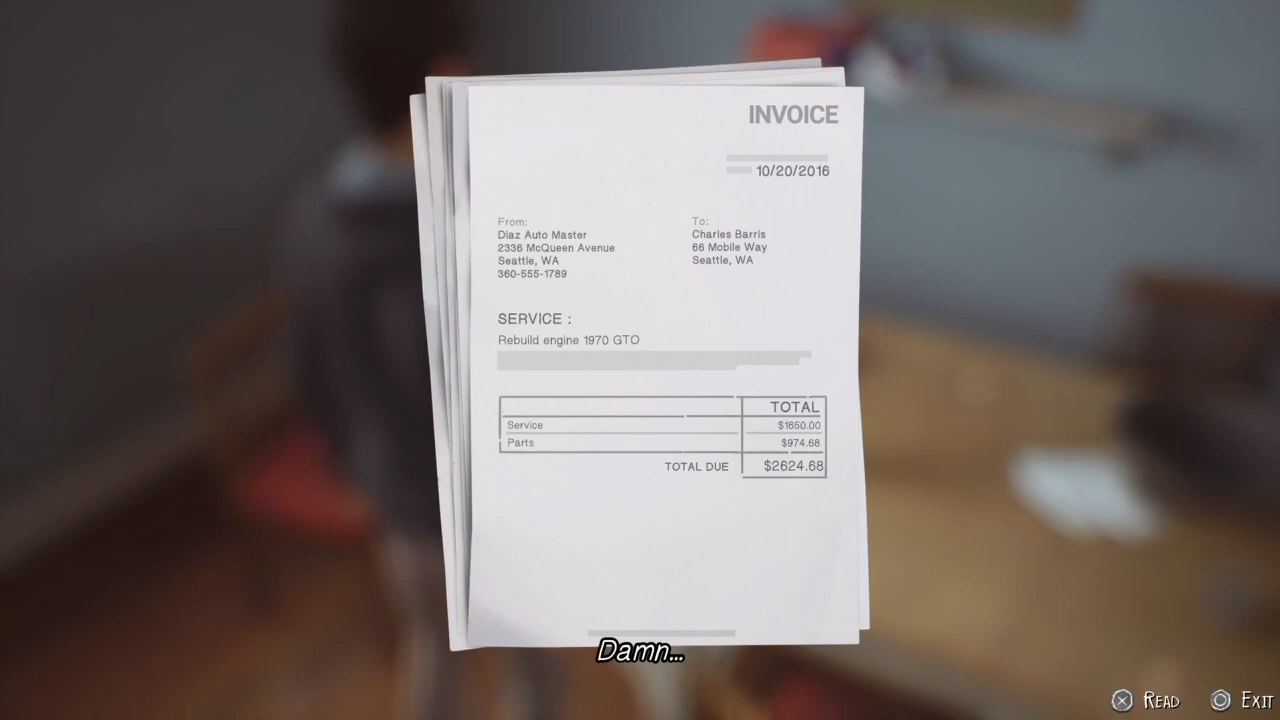 INVOICE
10/20/2016
From:
Diaz Auto Master
2336 McQueen Avenue
Seattle, WA
360-555-1789
To:
Charles Barris
66 Mobile Way
Seattle, WA
SERVICE :
Rebuild engine 1970 GTO
TOTAL
Service $1650.00
Parts $974.68
TOTAL DUE $2624.68
Damn...
READ EXIT